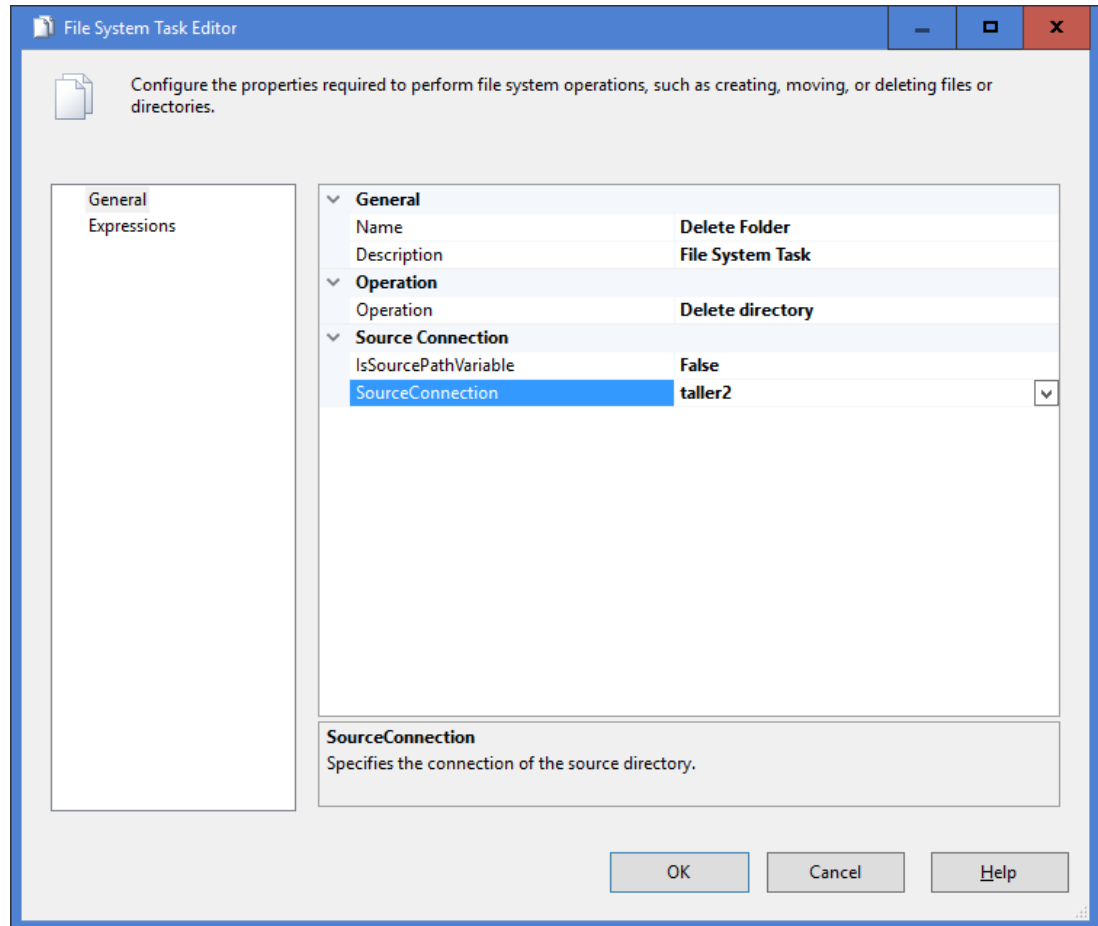 File System Task Editor
Configure the properties required to perform file system operations, such as creating, moving, or deleting files or
directories.
General
Expressions
General
Name Delete Folder
Description File System Task
Operation
Operation Delete directory
Source Connection
IsSourcePathVariable False
SourceConnection taller2
SourceConnection
Specifies the connection of the source directory.
OK Cancel Help